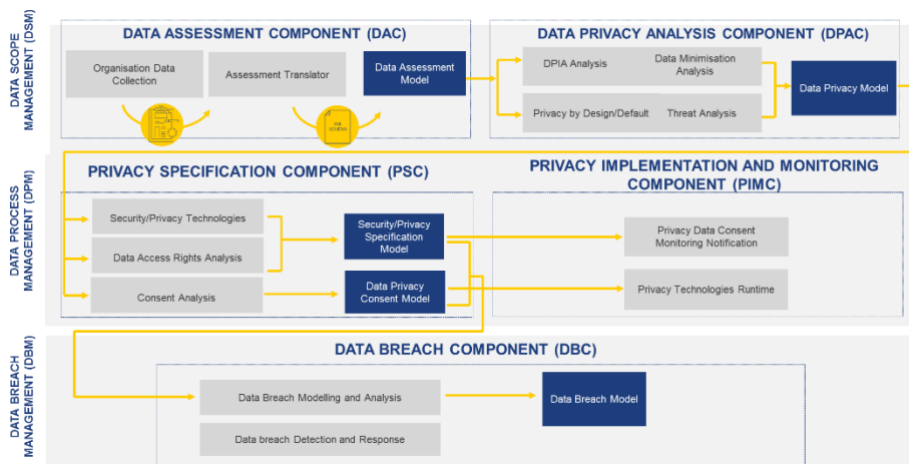 DATA SCOPE
MANAGEMENT (DSM)
DATA ASSESSMENT COMPONENT (DAC)
Organisation Data
Collection
Assessment Translator
Data Assessment
Model
DATA PRIVACY ANALYSIS COMPONENT (DPAC)
DPIA Analysis
Data Minimisation
Analysis
Privacy by Design/Default
Threat Analysis
Data Privacy Model
DATA PROCESS
MANAGEMENT (DPM)
PRIVACY SPECIFICATION COMPONENT (PSC)
Security/Privacy Technologies
Data Access Rights Analysis
Consent Analysis
Security/Privacy
Specification
Model
Data Privacy
Consent Model
PRIVACY IMPLEMENTATION AND MONITORING
COMPONENT (PIMC)
Privacy Data Consent
Monitoring Notification
Privacy Technologies Runtime
DATA BREACH
MANAGEMENT (DBM)
DATA BREACH COMPONENT (DBC)
Data Breach Modelling and Analysis
Data breach Detection and Response
Data Breach Model